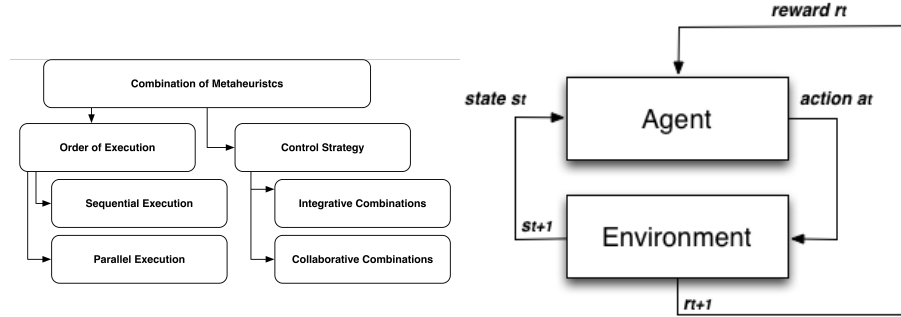 Combination of Metaheuristcs
Order of Execution
Control Strategy
Sequential Execution
Integrative Combinations
Parallel Execution
Collaborative Combinations
reward rt
state st
action at
Agent
st+1
Environment
rt+1